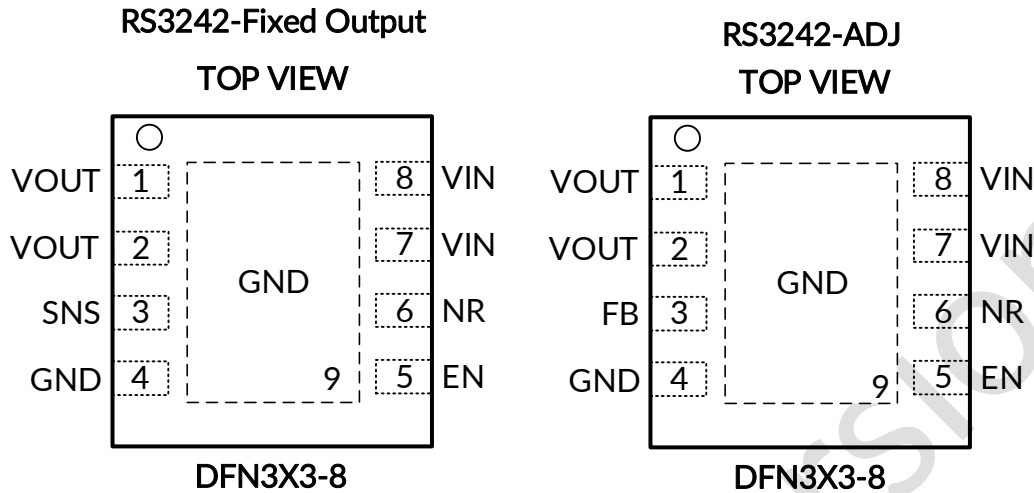 RS3242-Fixed Output
TOP VIEW
VOUT 1 8 VIN
VOUT 2 7 VIN
GND
SNS 3 6 NR
GND 4 9 5 EN
DFN3X3-8
RS3242-ADJ
TOP VIEW
VOUT 1 8 VIN
VOUT 2 7 VIN
GND
FB 3 6 NR
GND 4 9 5 EN
DFN3X3-8